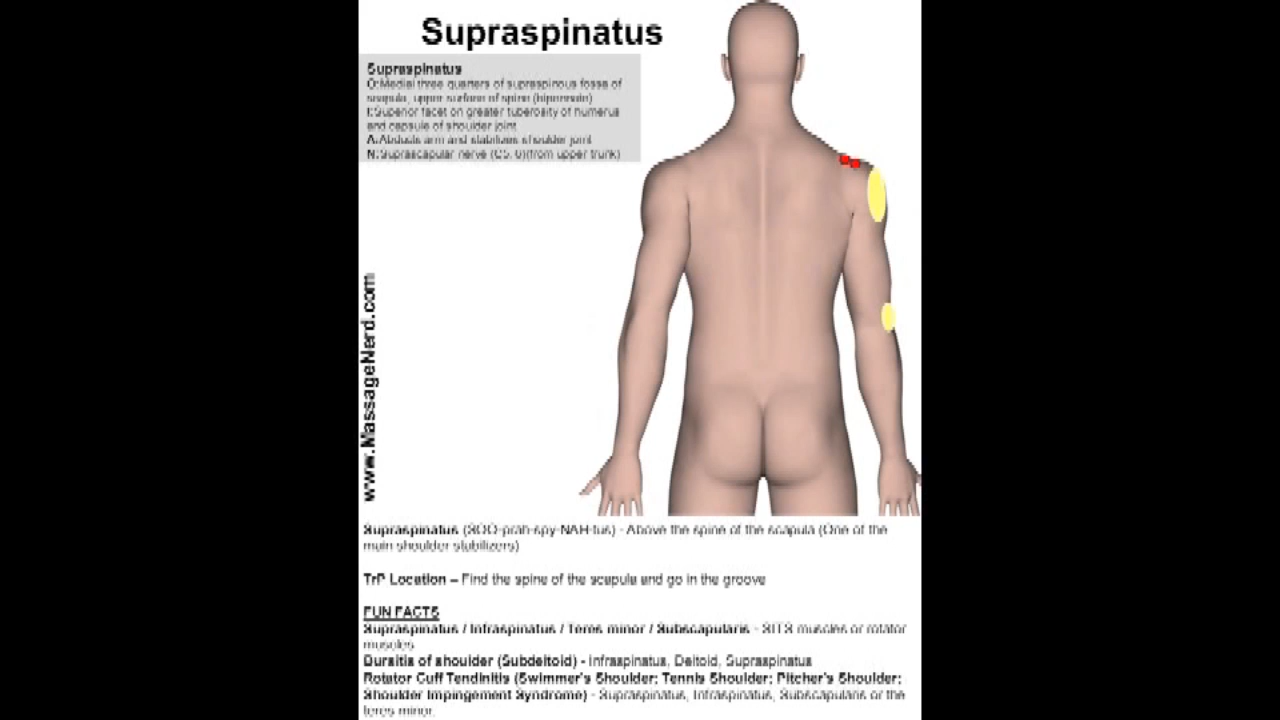 Supraspinatus
Supraspinatus
O:Medial three quarters of supraspinous fossa of
scapula, upper surface of spine (bipennate)
I:Superior facet on greater tuberosity of humerus
and capsule of shoulder joint
A:Abducts arm and stabilizes shoulder joint
N:Suprascapular nerve (C5, 6)(from upper trunk)
www.MassageNerd.com
Supraspinatus (SOO-prah-spy-NAH-tus) - Above the spine of the scapula (One of the
main shoulder stabilizers)
TrP Location – Find the spine of the scapula and go in the groove
FUN FACTS
Supraspinatus / Infraspinatus / Teres minor / Subscapularis - SITS muscles or rotator
muscles
Bursitis of shoulder (Subdeltoid) - Infraspinatus, Deltoid, Supraspinatus
Rotator Cuff Tendinitis (Swimmer's Shoulder; Tennis Shoulder; Pitcher's Shoulder;
Shoulder Impingement Syndrome) - Supraspinatus, Infraspinatus, Subscapularis or the
teres minor.